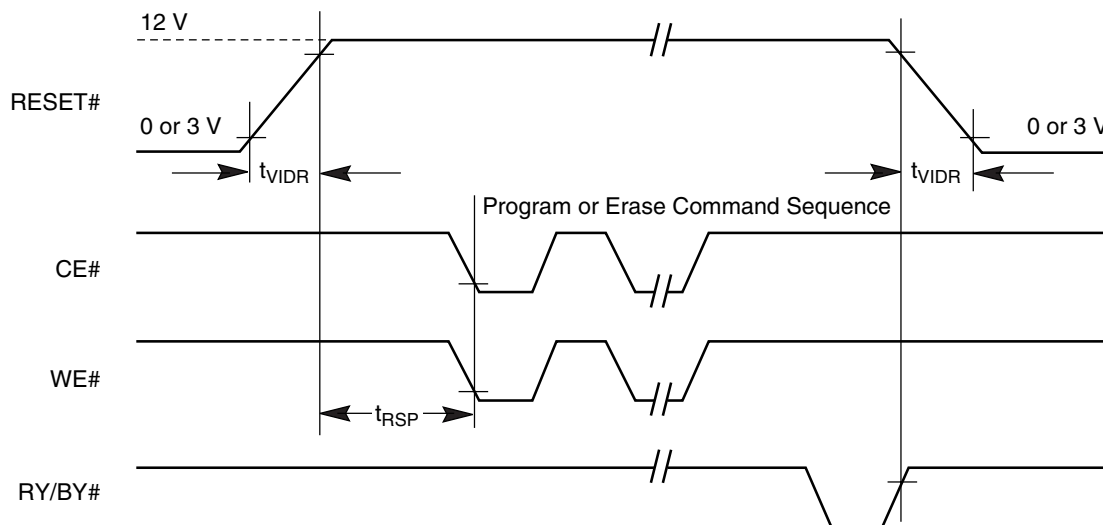 12 V
RESET#
0 or 3 V
0 or 3 V
tVIDR
tVIDR
Program or Erase Command Sequence
CE#
WE#
tRSP
RY/BY#